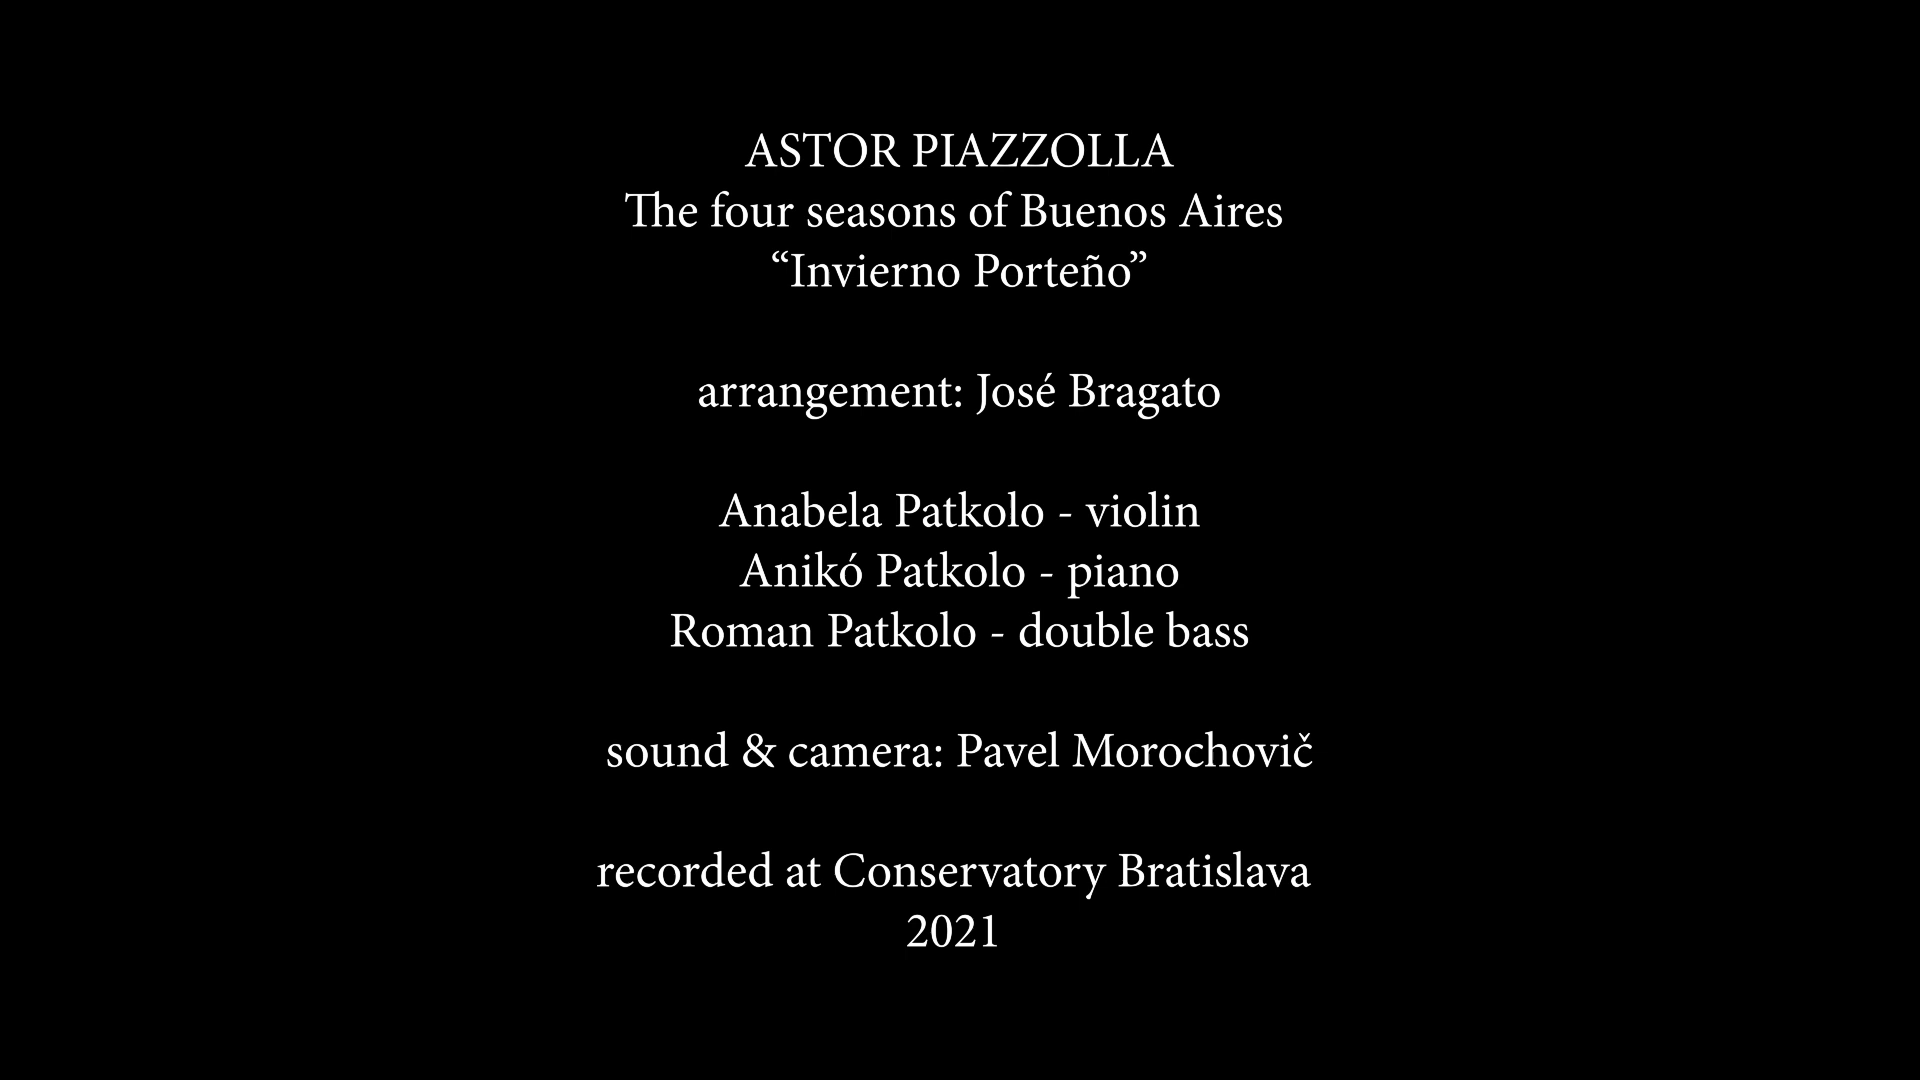 ASTOR PIAZZOLLA
The four seasons of Buenos Aires
“Invierno Porteño”
arrangement: José Bragato
Anabela Patkolo - violin
Anikó Patkolo - piano
Roman Patkolo - double bass
sound & camera: Pavel Morochovič
recorded at Conservatory Bratislava
2021